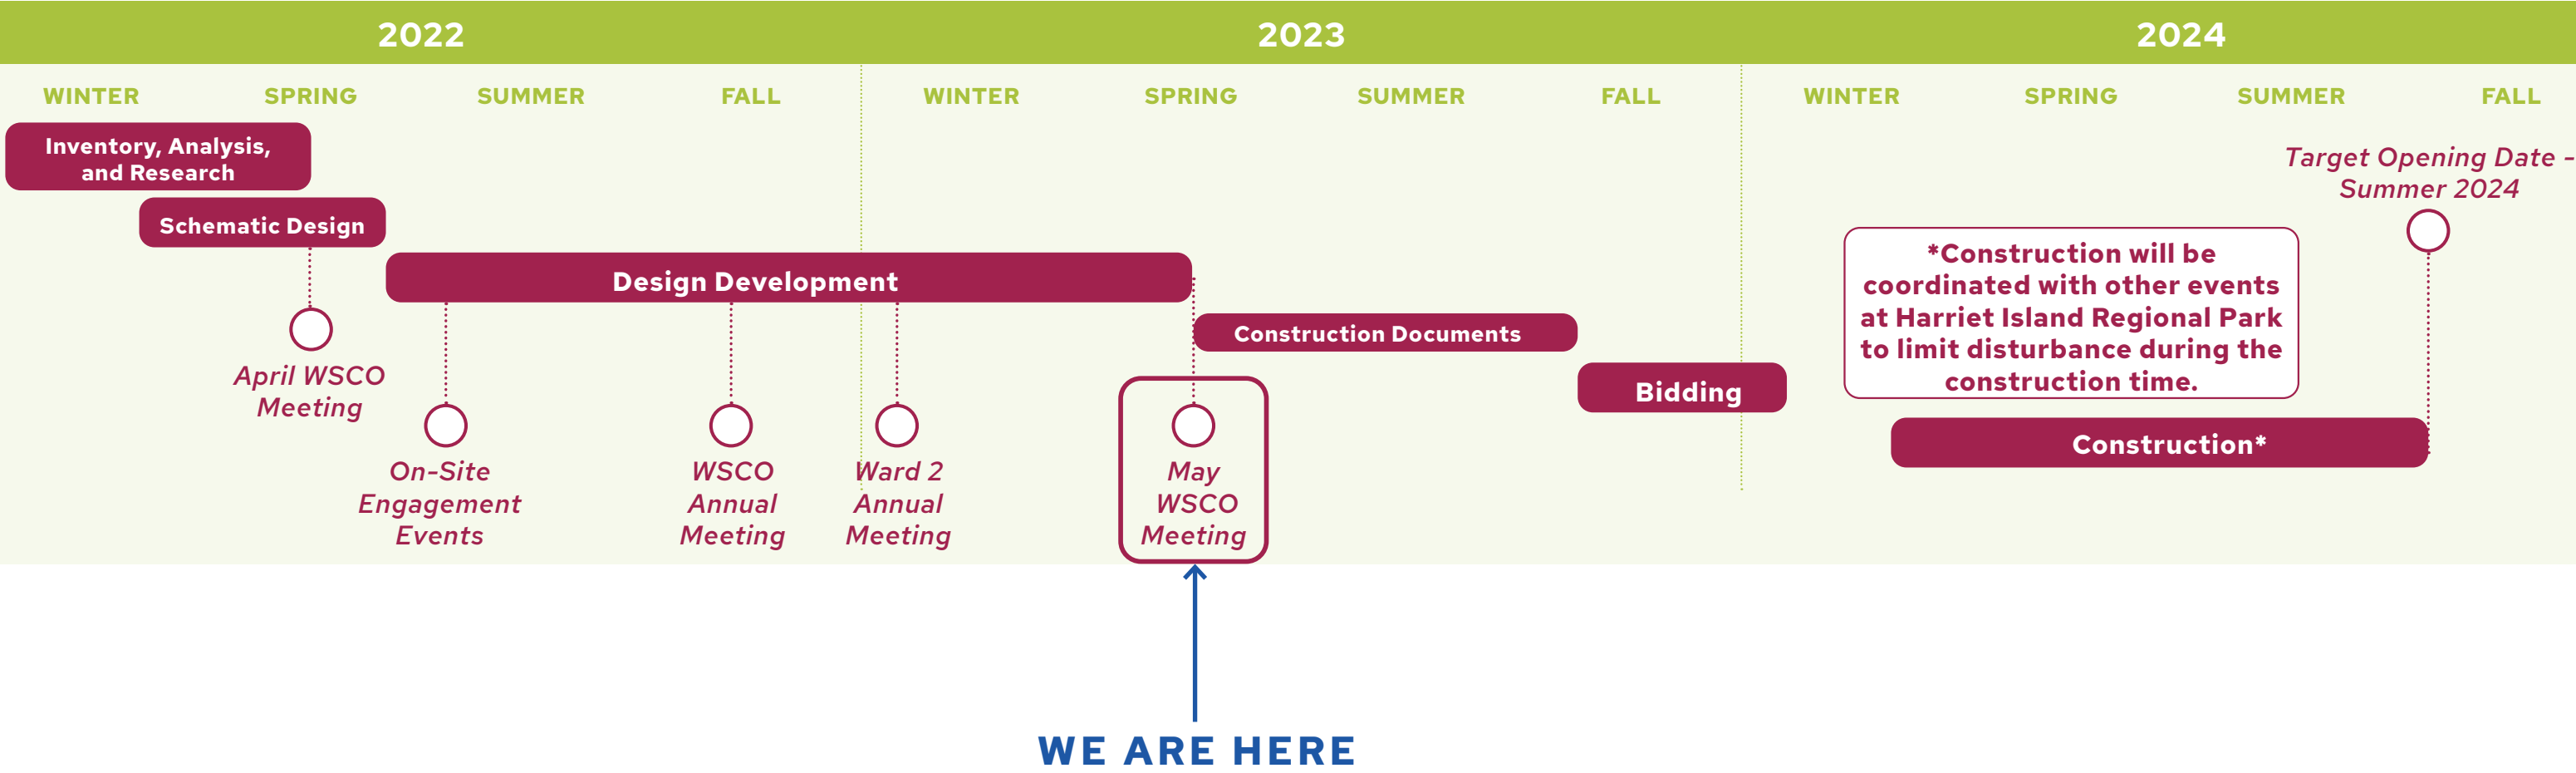 2022 2023 2024
WINTER SPRING SUMMER FALL WINTER SPRING SUMMER FALL WINTER SPRING SUMMER FALL
Inventory, Analysis,
and Research
Schematic Design
Design Development
Construction Documents
Bidding
Construction*
Target Opening Date -
Summer 2024
*Construction will be
coordinated with other events
at Harriet Island Regional Park
to limit disturbance during the
construction time.
April WSCO
Meeting
On-Site
Engagement
Events
WSCO
Annual
Meeting
Ward 2
Annual
Meeting
May
WSCO
Meeting
WE ARE HERE